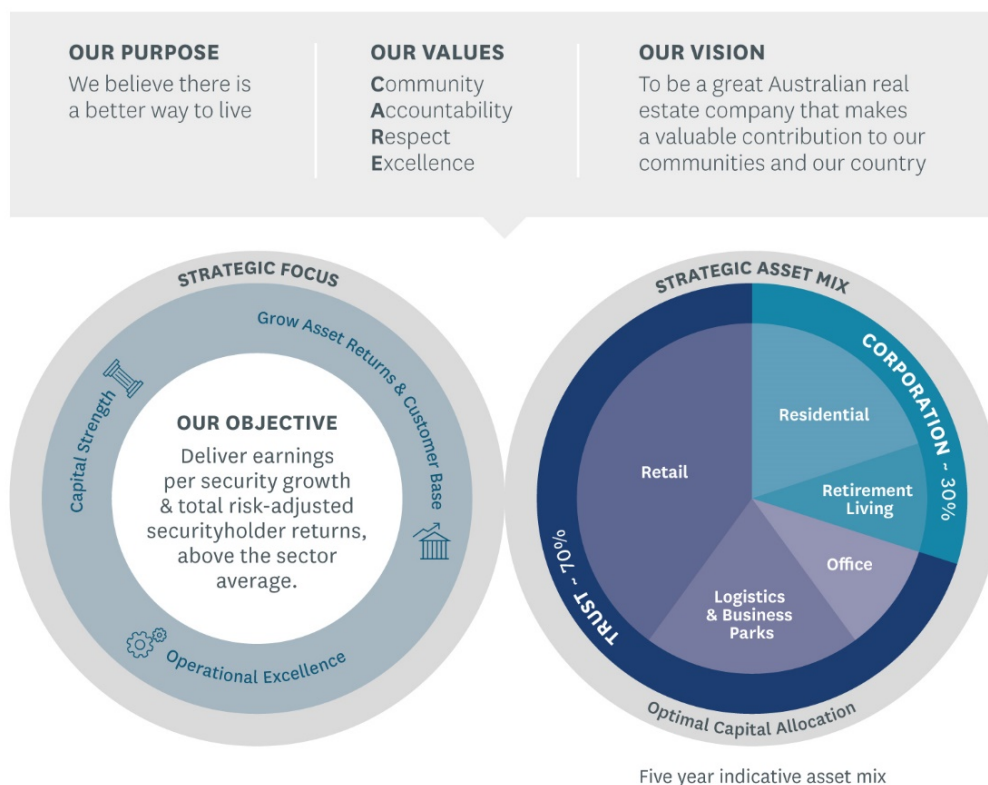 OUR PURPOSE
We believe there is
a better way to live
OUR VALUES
Community
Accountability
Respect
Excellence
OUR VISION
To be a great Australian real
estate company that makes
a valuable contribution to our
communities and our country
STRATEGIC FOCUS
Grow Asset Returns & Customer Base
Capital Strength
OUR OBJECTIVE
Deliver earnings
per security growth
& total risk-adjusted
securityholder returns,
above the sector
average.
Operational Excellence
STRATEGIC ASSET MIX
CORPORATION ~ 30%
Residential
Retail
Retirement
Living
Office
Logistics
& Business
Parks
TRUST ~ 70%
Optimal Capital Allocation
Five year indicative asset mix